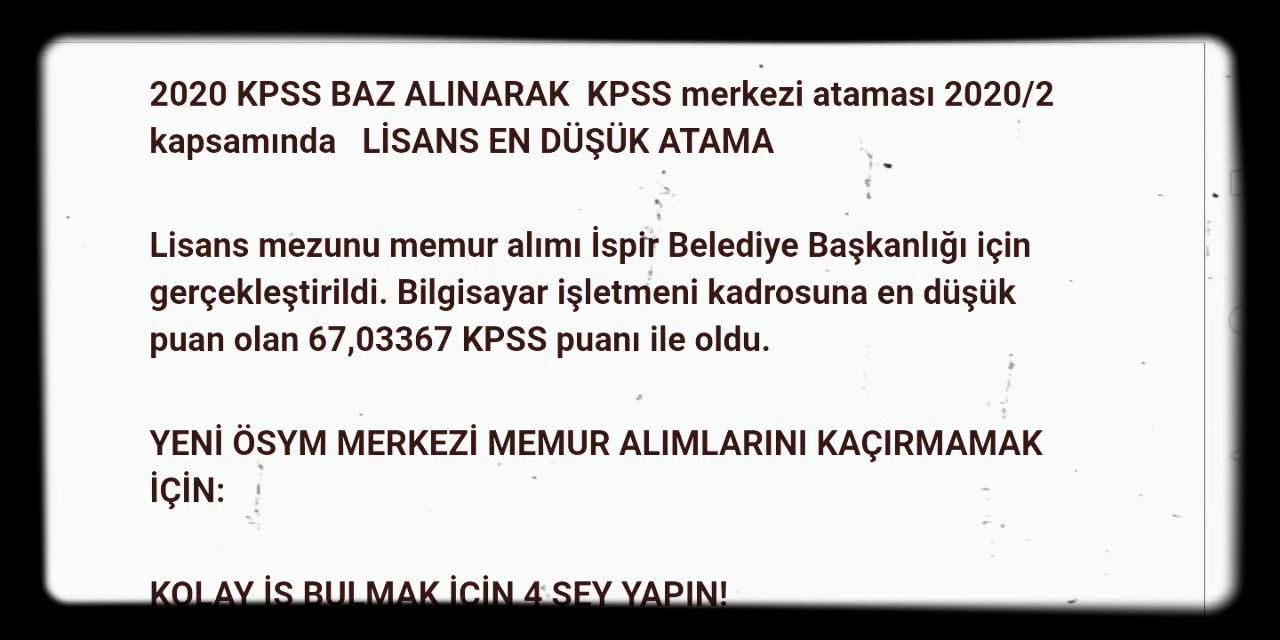 2020 KPSS BAZ ALINARAK KPSS merkezi ataması 2020/2
kapsamında LİSANS EN DÜŞÜK ATAMA
Lisans mezunu memur alımı İspir Belediye Başkanlığı için
gerçekleştirildi. Bilgisayar işletmeni kadrosuna en düşük
puan olan 67,03367 KPSS puanı ile oldu.
YENİ ÖSYM MERKEZİ MEMUR ALIMLARINI KAÇIRMAMAK
İÇİN:
KOLAY İŞ BULMAK İÇİN 4 ŞEY YAPIN!